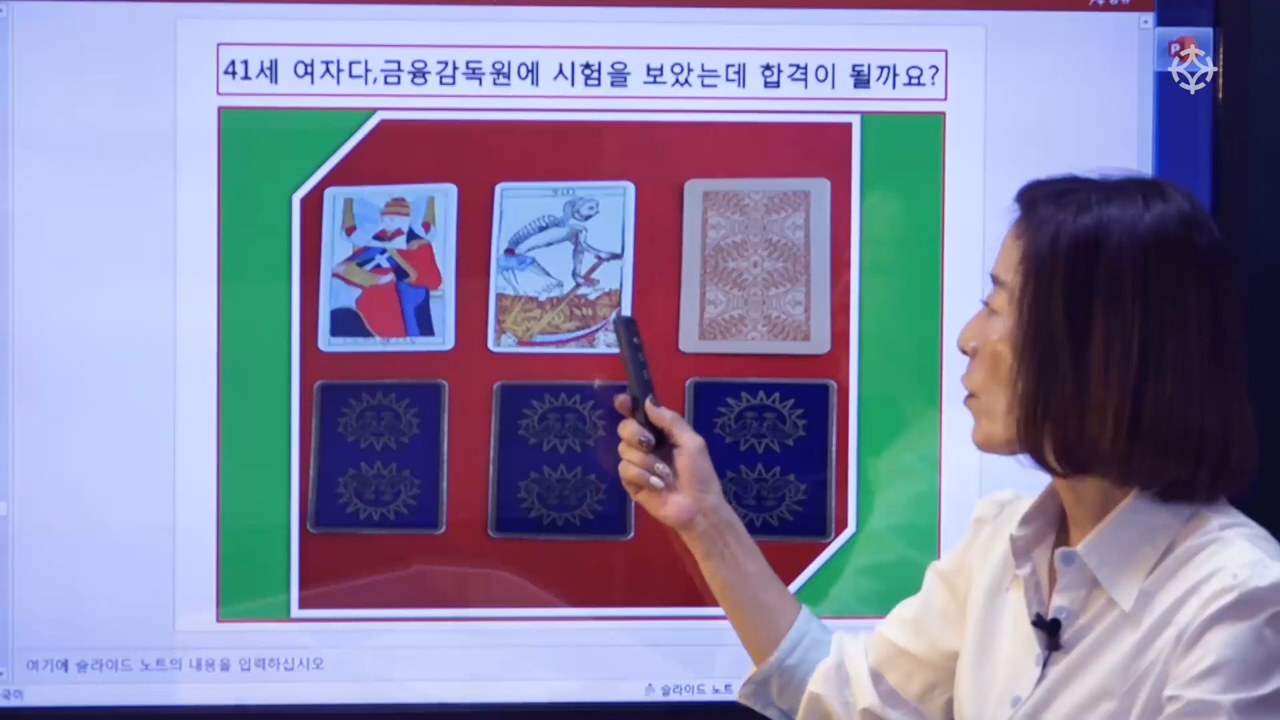 41세 여자다,금융감독원에 시험을 보았는데 합격이 될까요?
여기에 슬라이드 노트의 내용을 입력하십시오
슬라이드 노트